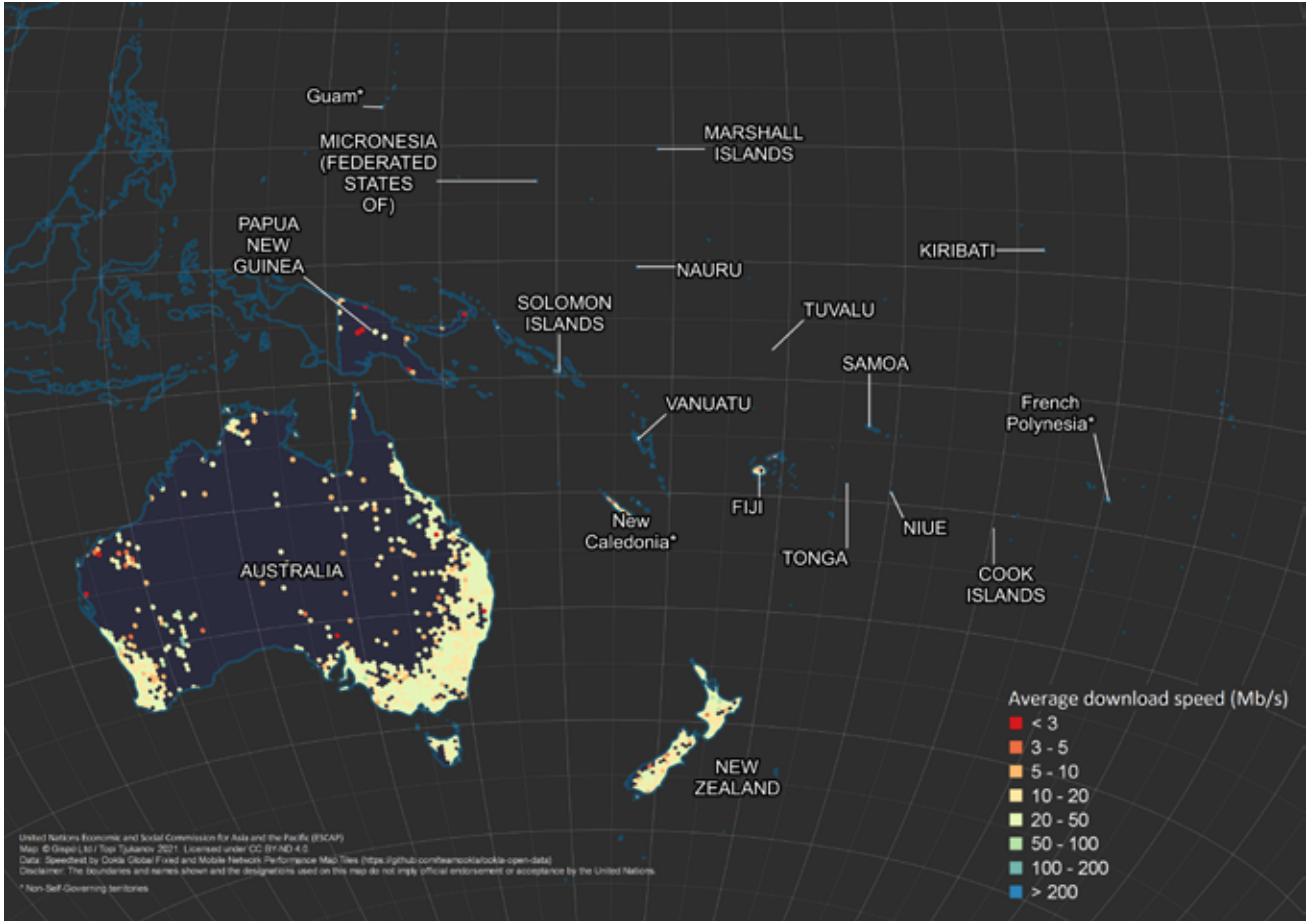 Guam*
MICRONESIA
(FEDERATED
STATES
OF)
MARSHALL
ISLANDS
PAPUA
NEW
GUINEA
KIRIBATI
NAURU
SOLOMON
ISLANDS
TUVALU
SAMOA
VANUATU
French
Polynesia*
FIJI
New
Caledonia*
NIUE
TONGA
AUSTRALIA
COOK
ISLANDS
NEW
ZEALAND
Average download speed (Mb/s)
< 3
3 - 5
5 - 10
10 - 20
20 - 50
50 - 100
100 - 200
> 200
United Nations Economic and Social Commission for Asia and the Pacific (ESCAP)
Map: © Gispo Ltd / Topi Tjukanov 2021. Licensed under CC BY-ND 4.0.
Data: Speedtest by Ookla Global Fixed and Mobile Network Performance Map Tiles (https://github.com/teamookla/ookla-open-data)
Disclaimer: The boundaries and names shown and the designations used on this map do not imply official endorsement or acceptance by the United Nations.
* Non-Self-Governing territories